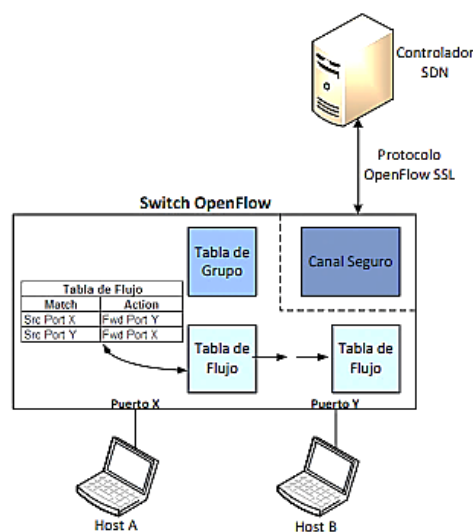 Controlador
SDN
Protocolo
OpenFlow SSL
Switch OpenFlow
Tabla de
Grupo
Canal Seguro
Tabla de Flujo
Match Action
Src Port X Fwd Port Y
Src Port Y Fwd Port X
Tabla de
Flujo
Tabla de
Flujo
Puerto X
Puerto Y
Host A
Host B